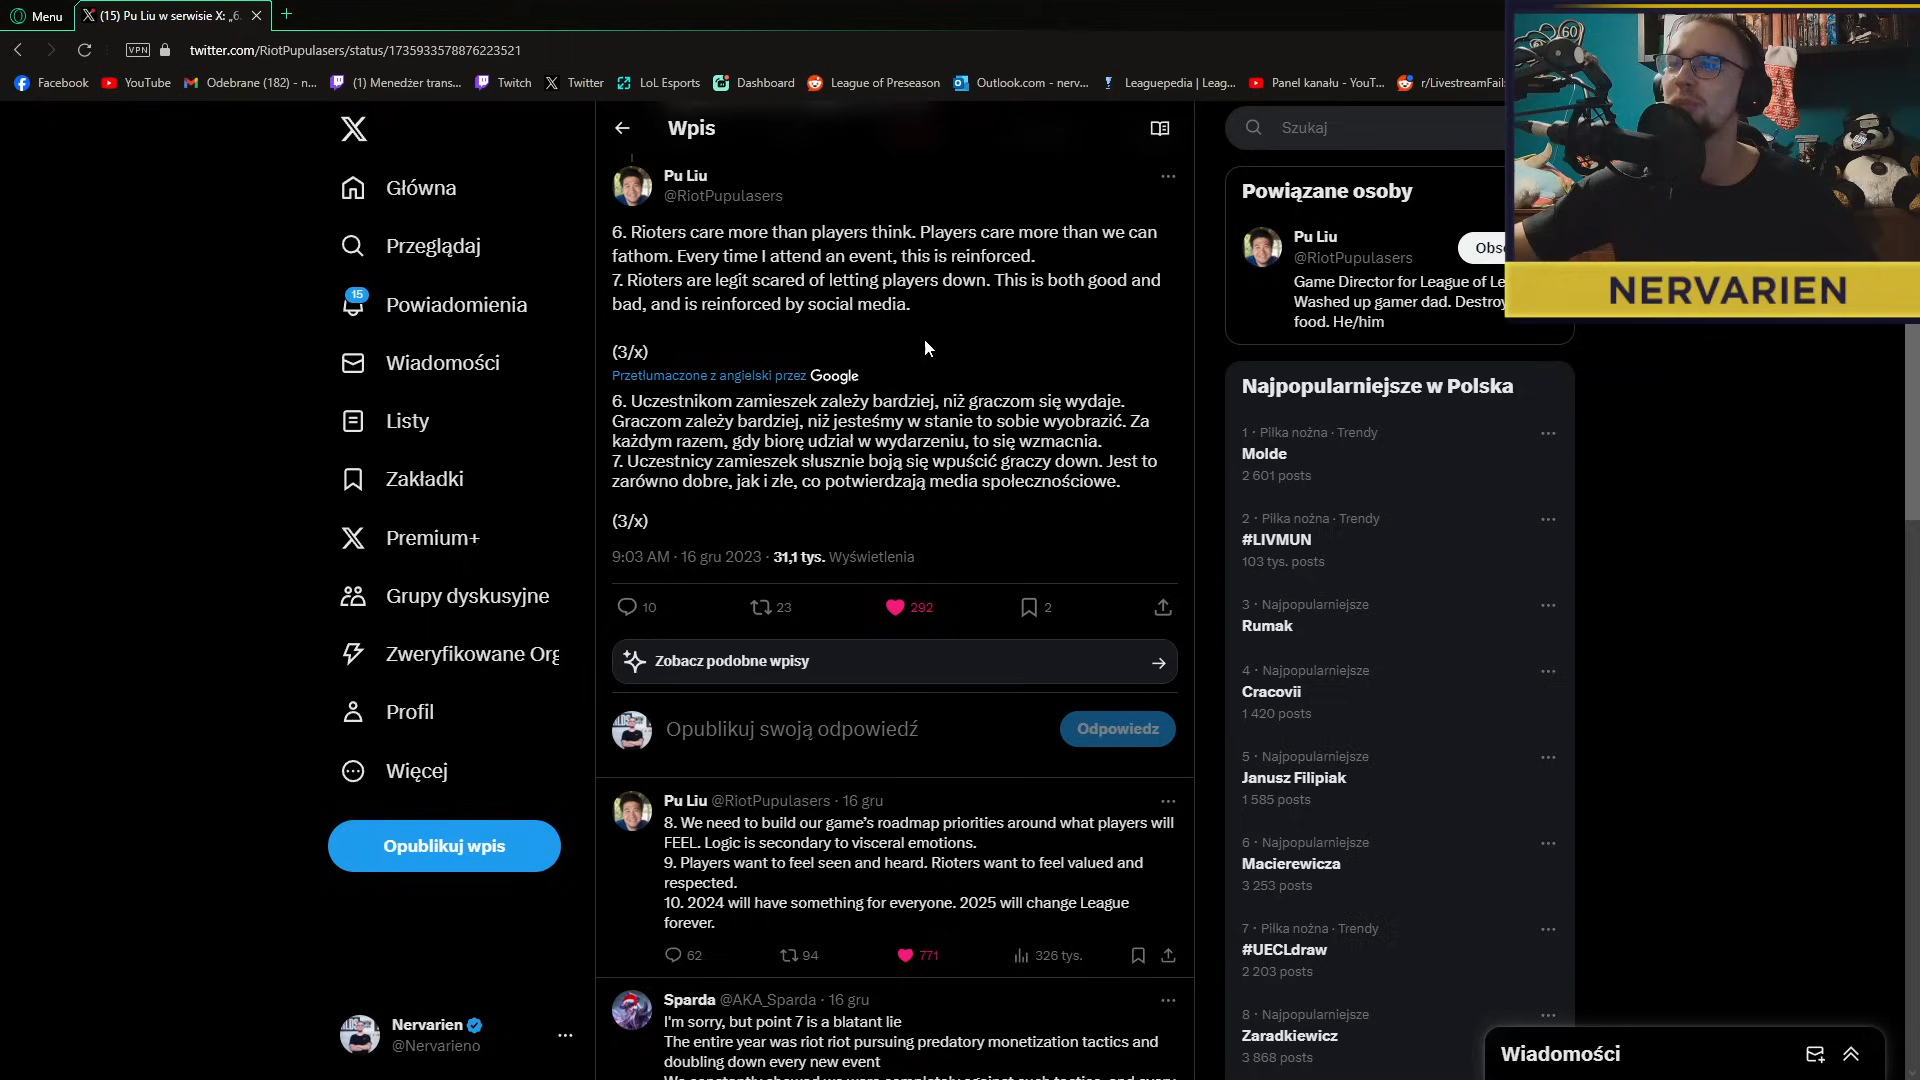 Menu
(15) Pu Liu w serwisie X: „6.
VPN
twitter.com/RiotPupulasers/status/1735933578876223521
Facebook
YouTube
Odebrane (182) - n...
(1) Menedżer trans...
Twitch
Twitter
LoL Esports
Dashboard
League of Preseason
Outlook.com - nerv...
Leaguepedia | Leag...
Panel kanału - YouT...
r/LivestreamFail
Główna
Przeglądaj
15
Powiadomienia
Wiadomości
Listy
Zakładki
Premium+
Grupy dyskusyjne
Zweryfikowane Org
Profil
Więcej
Opublikuj wpis
Nervarien
@Nervarieno
Wpis
Pu Liu
@RiotPupulasers
6. Rioters care more than players think. Players care more than we can
fathom. Every time I attend an event, this is reinforced.
7. Rioters are legit scared of letting players down. This is both good and
bad, and is reinforced by social media.
(3/x)
Przetłumaczone z angielski przez Google
6. Uczestnikom zamieszek zależy bardziej, niż graczom się wydaje.
Graczom zależy bardziej, niż jesteśmy w stanie to sobie wyobrazić. Za
każdym razem, gdy biorę udział w wydarzeniu, to się wzmacnia.
7. Uczestnicy zamieszek słusznie boją się wpuścić graczy down. Jest to
zarówno dobre, jak i złe, co potwierdzają media społecznościowe.
(3/x)
9:03 AM · 16 gru 2023 · 31,1 tys. Wyświetlenia
10
23
292
2
Zobacz podobne wpisy
Opublikuj swoją odpowiedź
Odpowiedz
Pu Liu @RiotPupulasers · 16 gru
8. We need to build our game's roadmap priorities around what players will
FEEL. Logic is secondary to visceral emotions.
9. Players want to feel seen and heard. Rioters want to feel valued and
respected.
10. 2024 will have something for everyone. 2025 will change League
forever.
62
94
771
326 tys.
Sparda @AKA_Sparda · 16 gru
I'm sorry, but point 7 is a blatant lie
The entire year was riot riot pursuing predatory monetization tactics and
doubling down every new event
Szukaj
Powiązane osoby
Pu Liu
@RiotPupulasers
Obse
Game Director for League of Le
Washed up gamer dad. Destroy
food. He/him
NERVARIEN
Najpopularniejsze w Polska
1 · Piłka nożna · Trendy
Molde
2 601 posts
2 · Piłka nożna · Trendy
#LIVMUN
103 tys. posts
3 · Najpopularniejsze
Rumak
4 · Najpopularniejsze
Cracovii
1 420 posts
5 · Najpopularniejsze
Janusz Filipiak
1 585 posts
6 · Najpopularniejsze
Macierewicza
3 253 posts
7 · Piłka nożna · Trendy
#UECLdraw
2 203 posts
8 · Najpopularniejsze
Zaradkiewicz
3 868 posts
Wiadomości